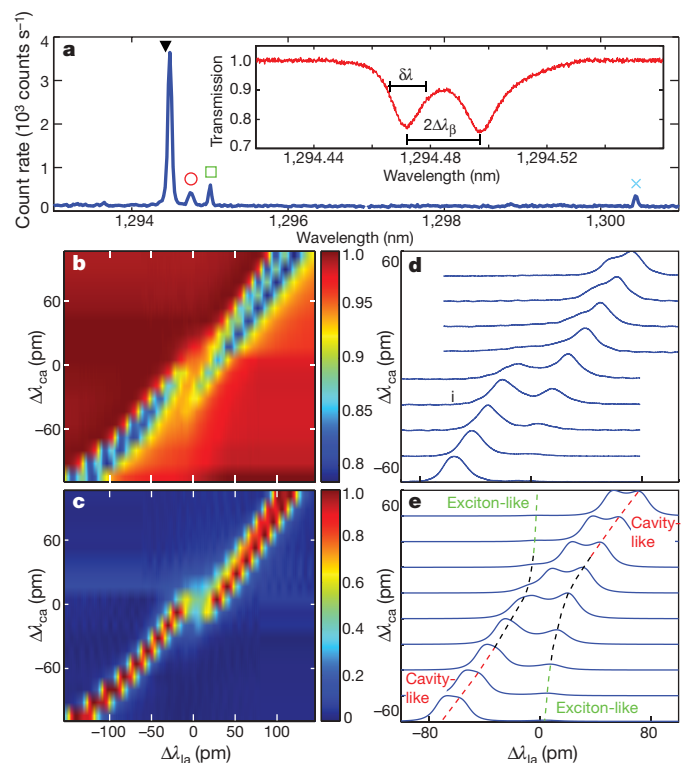 a
4
3
2
1
0
Count rate (10³ counts s⁻¹)
1,294
1,296
1,298
1,300
Wavelength (nm)
1.0
0.9
0.8
0.7
Transmission
δλ
2Δλβ
1,294.44
1,294.48
1,294.52
Wavelength (nm)
b
60
0
−60
Δλca (pm)
1.0
0.95
0.90
0.85
0.80
c
60
0
−60
Δλca (pm)
−100
−50
0
50
100
Δλla (pm)
1.0
0.8
0.6
0.4
0.2
0
d
60
Δλca (pm)
−60
i
e
60
Δλca (pm)
−60
Exciton-like
Cavity-
like
Cavity-
like
Exciton-like
−80
0
80
Δλla (pm)